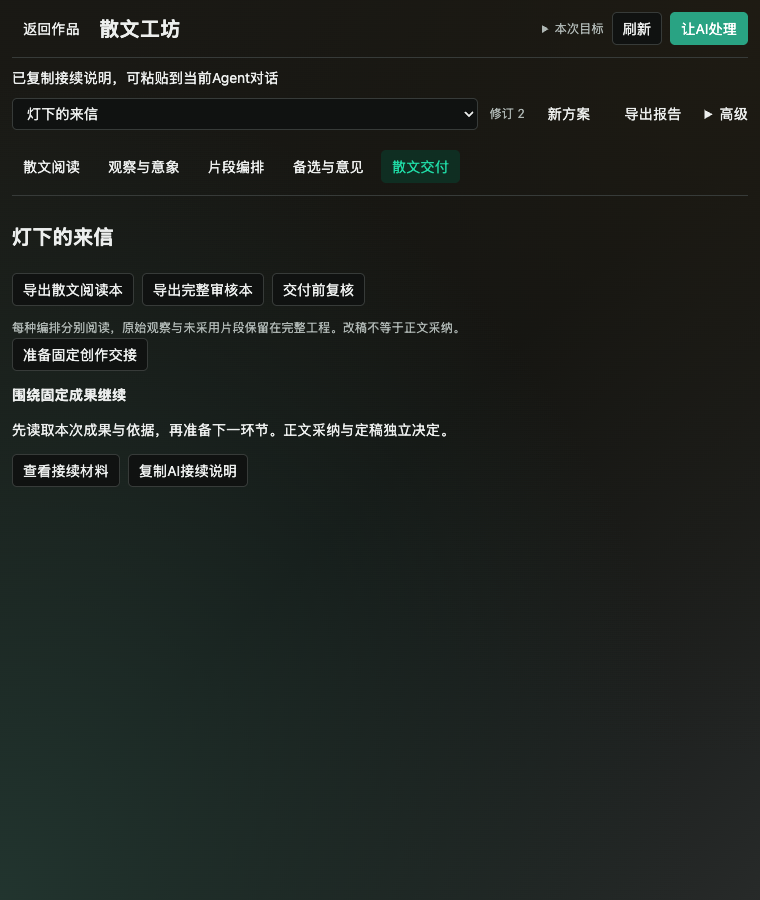 返回作品 散文工坊 ▶ 本次目标 刷新 让AI处理
已复制接续说明，可粘贴到当前Agent对话
灯下的来信 修订 2 新方案 导出报告 ▶ 高级
散文阅读 观察与意象 片段编排 备选与意见 散文交付
灯下的来信
导出散文阅读本 导出完整审核本 交付前复核
每种编排分别阅读，原始观察与未采用片段保留在完整工程。改稿不等于正文采纳。
准备固定创作交接
围绕固定成果继续
先读取本次成果与依据，再准备下一环节。正文采纳与定稿独立决定。
查看接续材料 复制AI接续说明